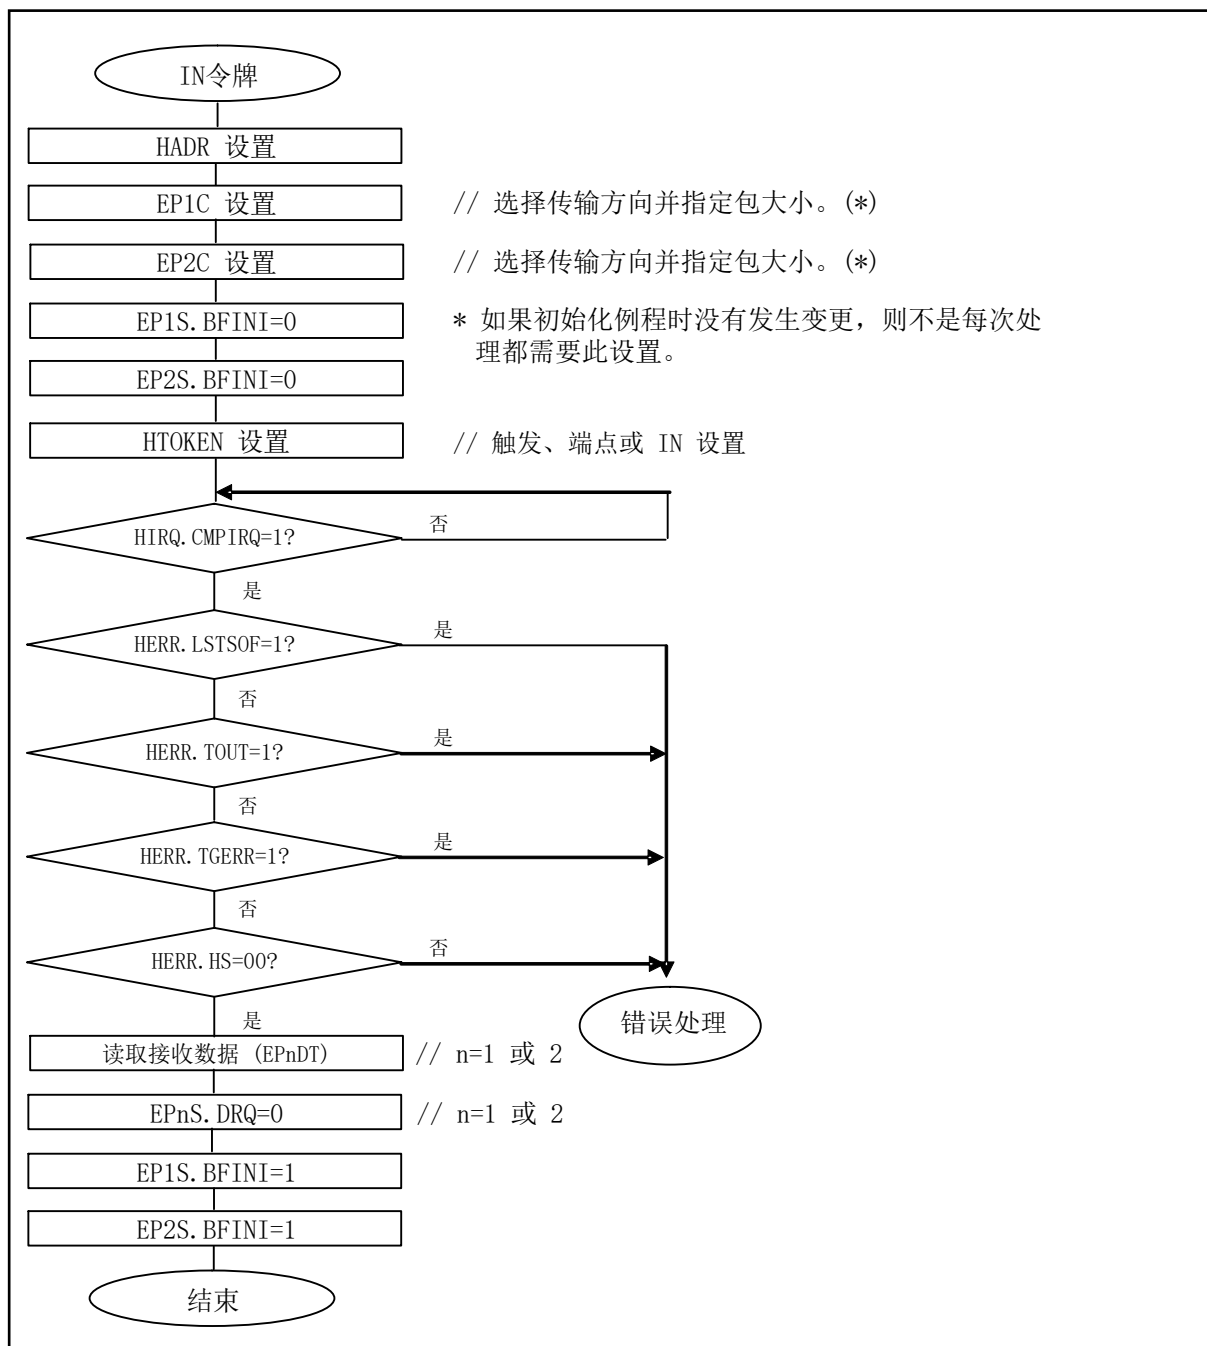 IN令牌
HADR 设置
EP1C 设置
// 选择传输方向并指定包大小。(*)
EP2C 设置
// 选择传输方向并指定包大小。(*)
EP1S.BFINI=0
* 如果初始化例程时没有发生变更，则不是每次处
理都需要此设置。
EP2S.BFINI=0
HTOKEN 设置
// 触发、端点或 IN 设置
HIRQ.CMPIRQ=1?
否
是
HERR.LSTSOF=1?
是
否
HERR.TOUT=1?
是
否
HERR.TGERR=1?
是
否
HERR.HS=00?
否
是
错误处理
读取接收数据 (EPnDT)
// n=1 或 2
EPnS.DRQ=0
// n=1 或 2
EP1S.BFINI=1
EP2S.BFINI=1
结束